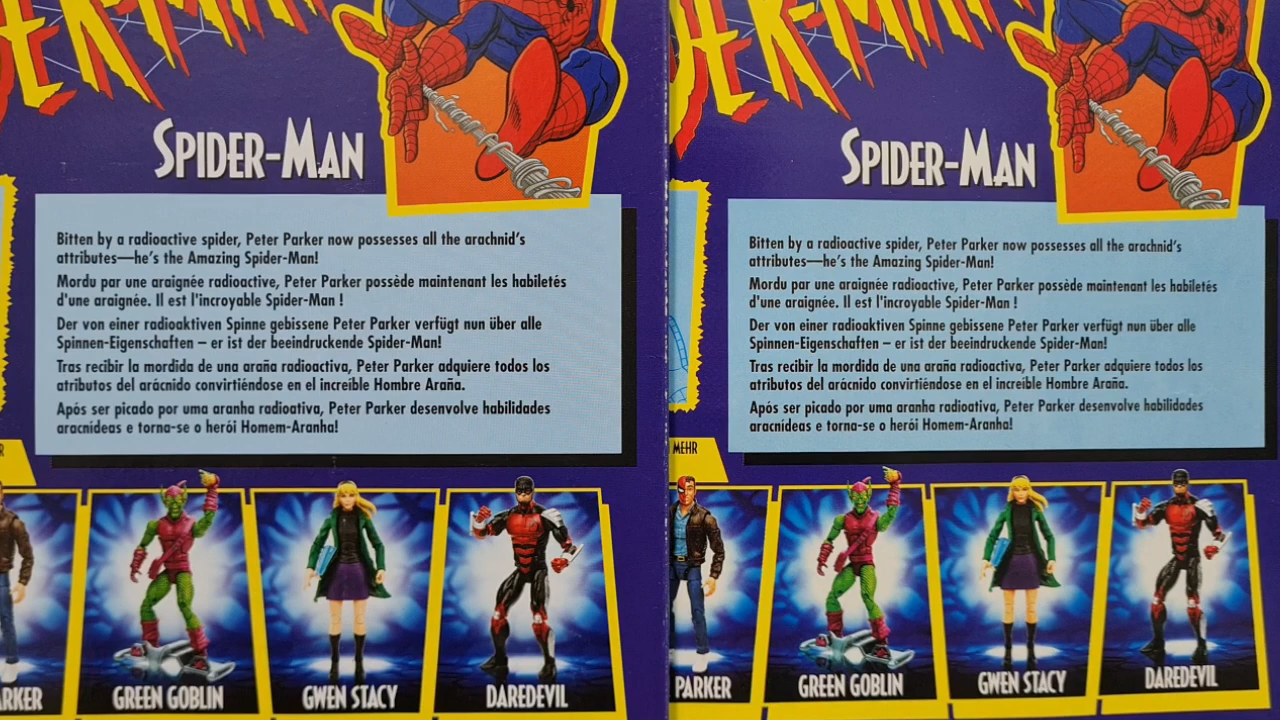 SPIDER-MAN
Bitten by a radioactive spider, Peter Parker now possesses all the arachnid's
attributes—he's the Amazing Spider-Man!
Mordu par une araignée radioactive, Peter Parker possède maintenant les habiletés
d'une araignée. Il est l'incroyable Spider-Man !
Der von einer radioaktiven Spinne gebissene Peter Parker verfügt nun über alle
Spinnen-Eigenschaften – er ist der beeindruckende Spider-Man!
Tras recibir la mordida de una araña radioactiva, Peter Parker adquiere todos los
atributos del arácnido convirtiéndose en el increíble Hombre Araña.
Após ser picado por uma aranha radioativa, Peter Parker desenvolve habilidades
aracnídeas e torna-se o herói Homem-Aranha!
GREEN GOBLIN
GWEN STACY
DAREDEVIL
SPIDER-MAN
Bitten by a radioactive spider, Peter Parker now possesses all the arachnid's
attributes—he's the Amazing Spider-Man!
Mordu par une araignée radioactive, Peter Parker possède maintenant les habiletés
d'une araignée. Il est l'incroyable Spider-Man !
Der von einer radioaktiven Spinne gebissene Peter Parker verfügt nun über alle
Spinnen-Eigenschaften – er ist der beeindruckende Spider-Man!
Tras recibir la mordida de una araña radioactiva, Peter Parker adquiere todos los
atributos del arácnido convirtiéndose en el increíble Hombre Araña.
Após ser picado por uma aranha radioativa, Peter Parker desenvolve habilidades
aracnídeas e torna-se o herói Homem-Aranha!
MEHR
PARKER
GREEN GOBLIN
GWEN STACY
DAREDEVIL